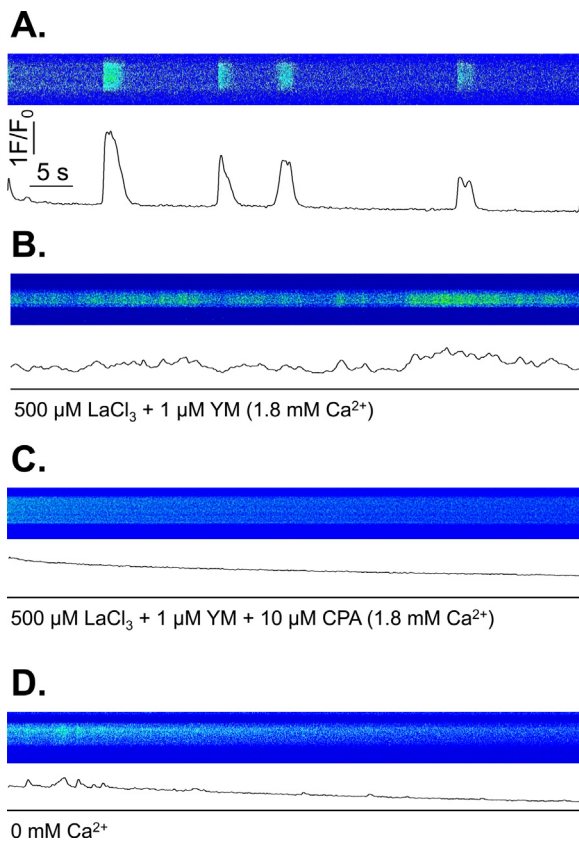 A.
1F/F₀
5 s
B.
500 µM LaCl₃ + 1 µM YM (1.8 mM Ca²⁺)
C.
500 µM LaCl₃ + 1 µM YM + 10 µM CPA (1.8 mM Ca²⁺)
D.
0 mM Ca²⁺